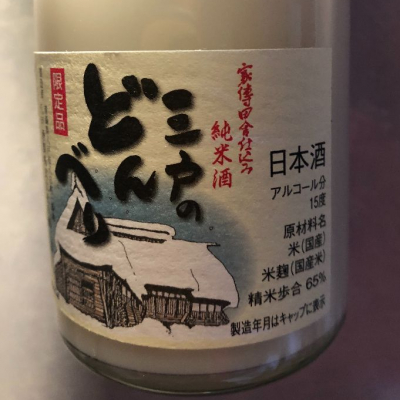 家傳田舎仕込み
純米酒
三戸の
どん
べり
限定品
日本酒
アルコール分
15度
原材料名
米(国産)
米麹(国産米)
精米歩合 65%
製造年月はキャップに表示